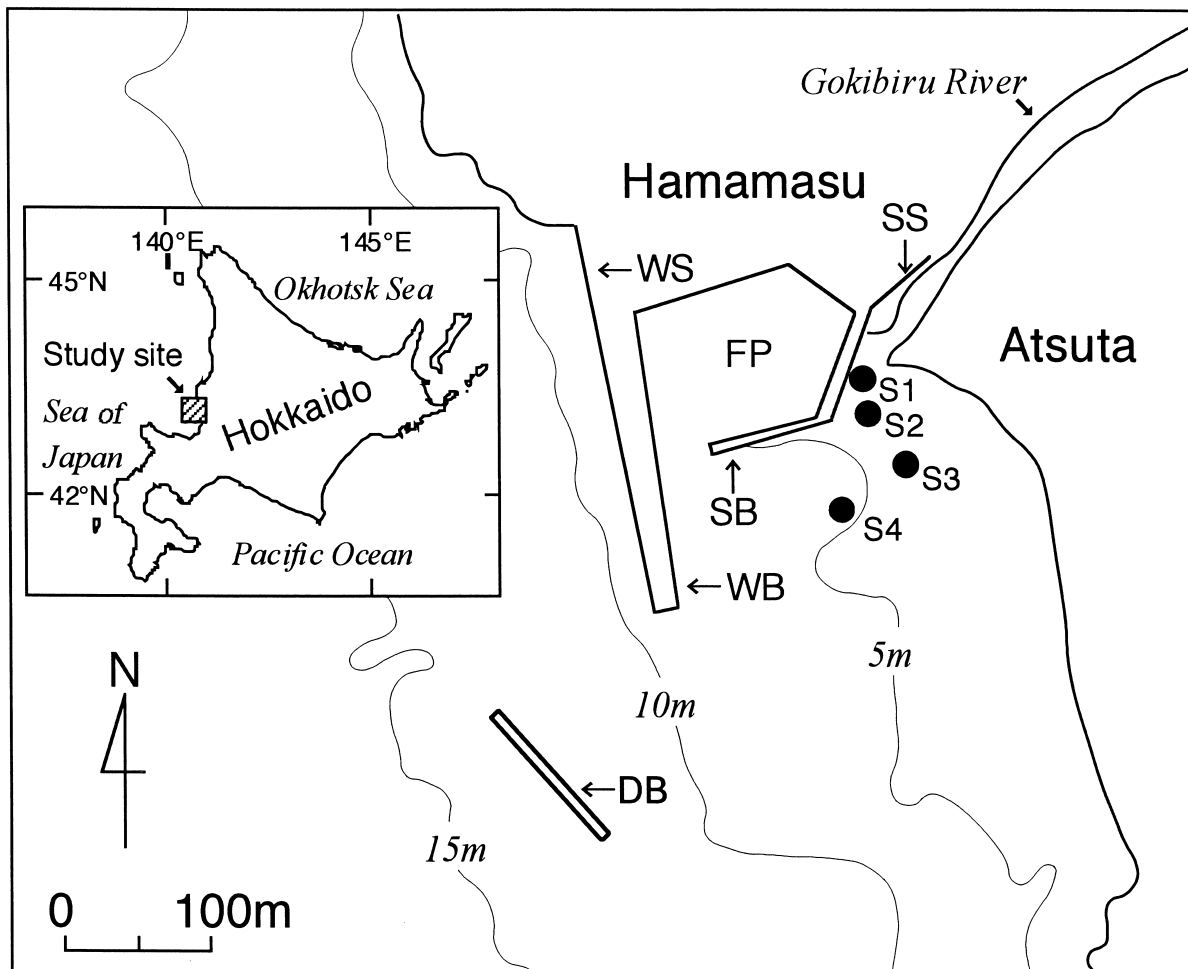 Gokibiru River
Hamamasu
SS
140°E
145°E
WS
45°N
Okhotsk Sea
Study site
FP
Atsuta
S1
Sea of
Hokkaido
S2
Japan
S3
42°N
SB
S4
Pacific Ocean
WB
5m
N
10m
DB
15m
0
100m